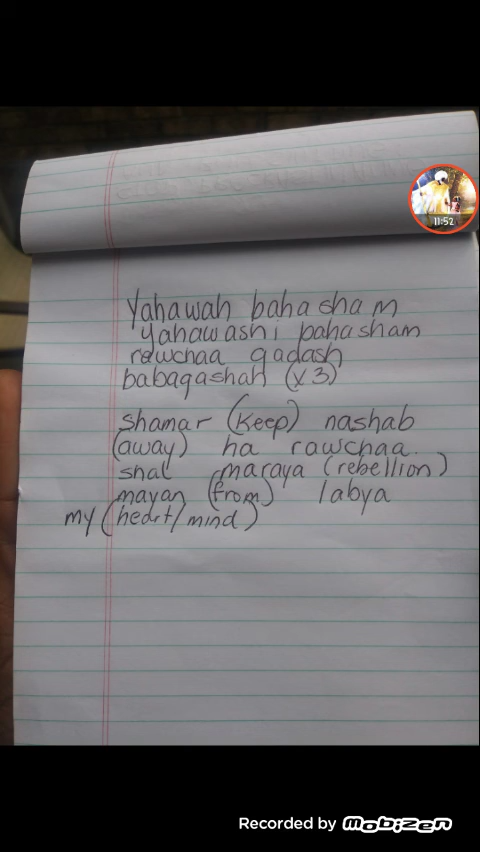 Yahawah bahasham
yahawashi bahasham
rawchaa qadash
babaqashah (x3)
shamar (keep) nashab
(away) ha rawchaa
shal maraya (rebellion)
mayan (from) labya
my (heart/mind)
11:52
Recorded by mobizen